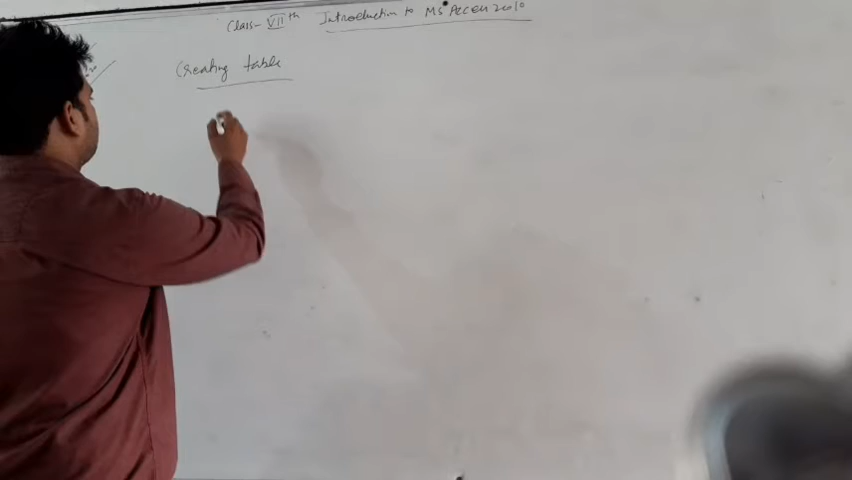 Class- VIIth Introduction to MS Access 2010
Creating table